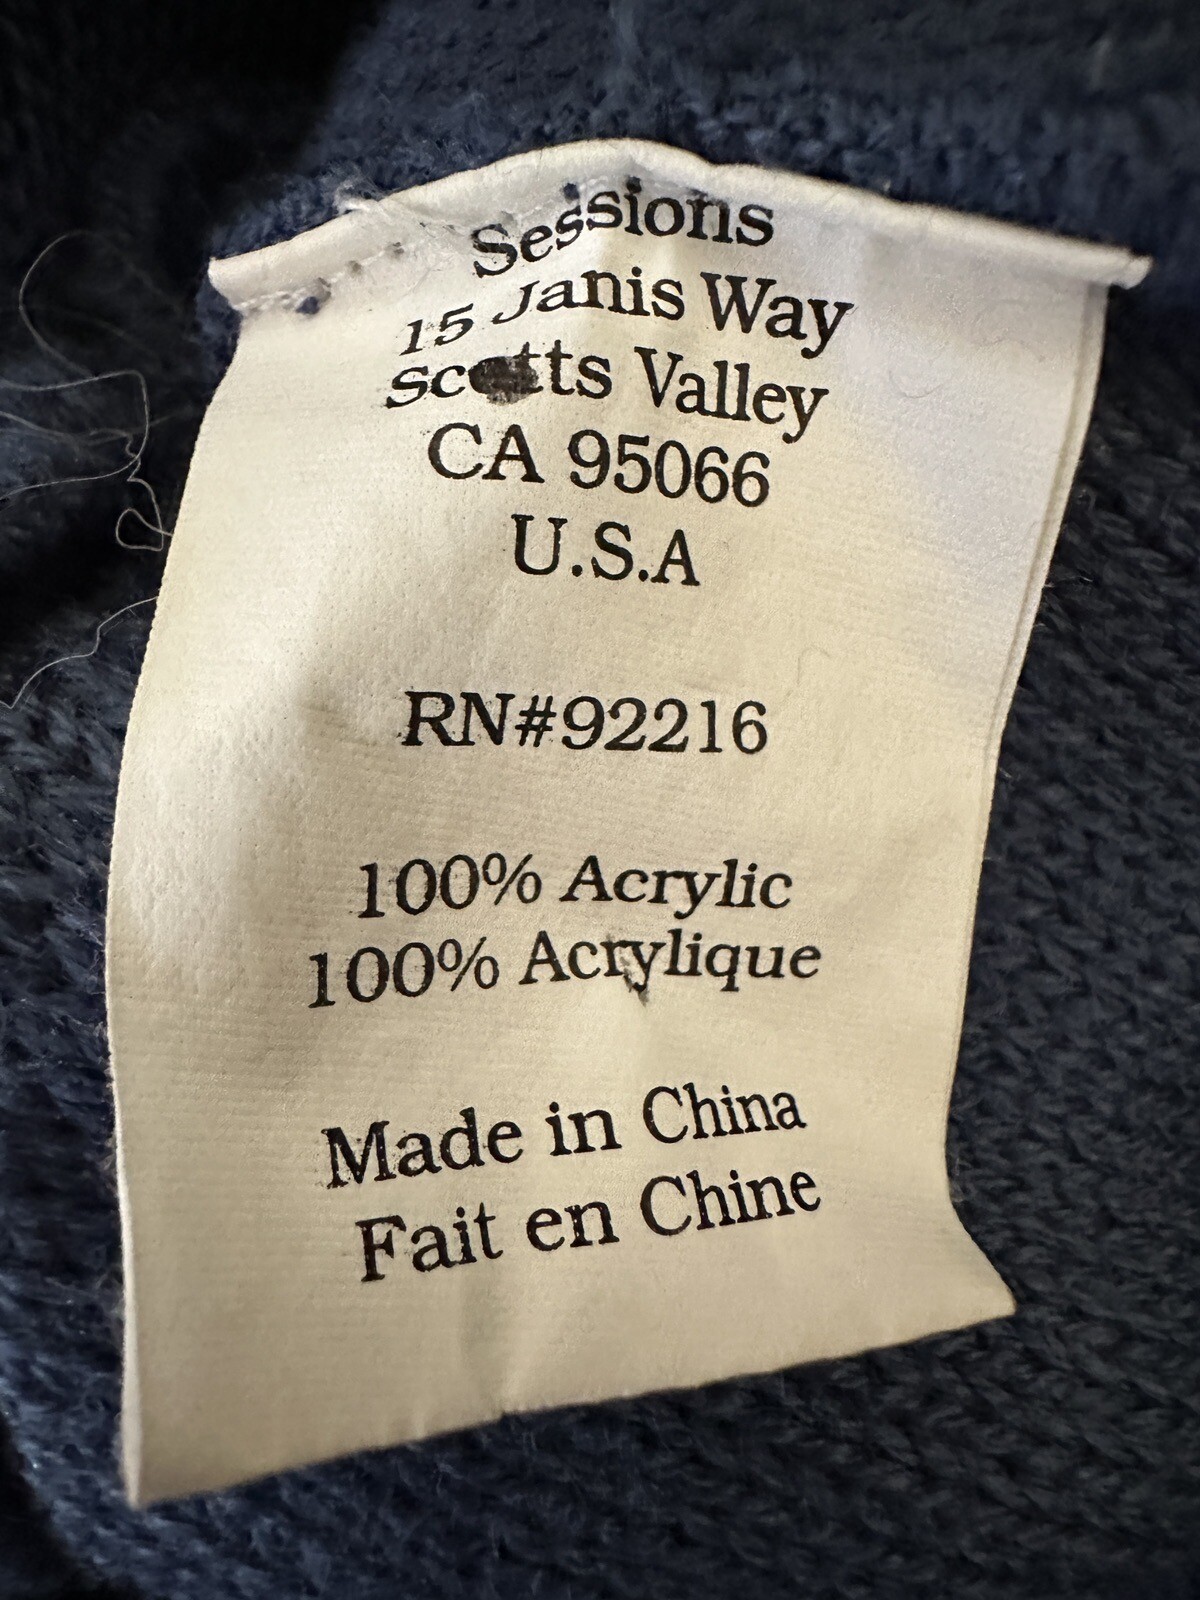 Sessions
15 Janis Way
Scotts Valley
CA 95066
U.S.A
RN#92216
100% Acrylic
100% Acrylique
Made in China
Fait en Chine